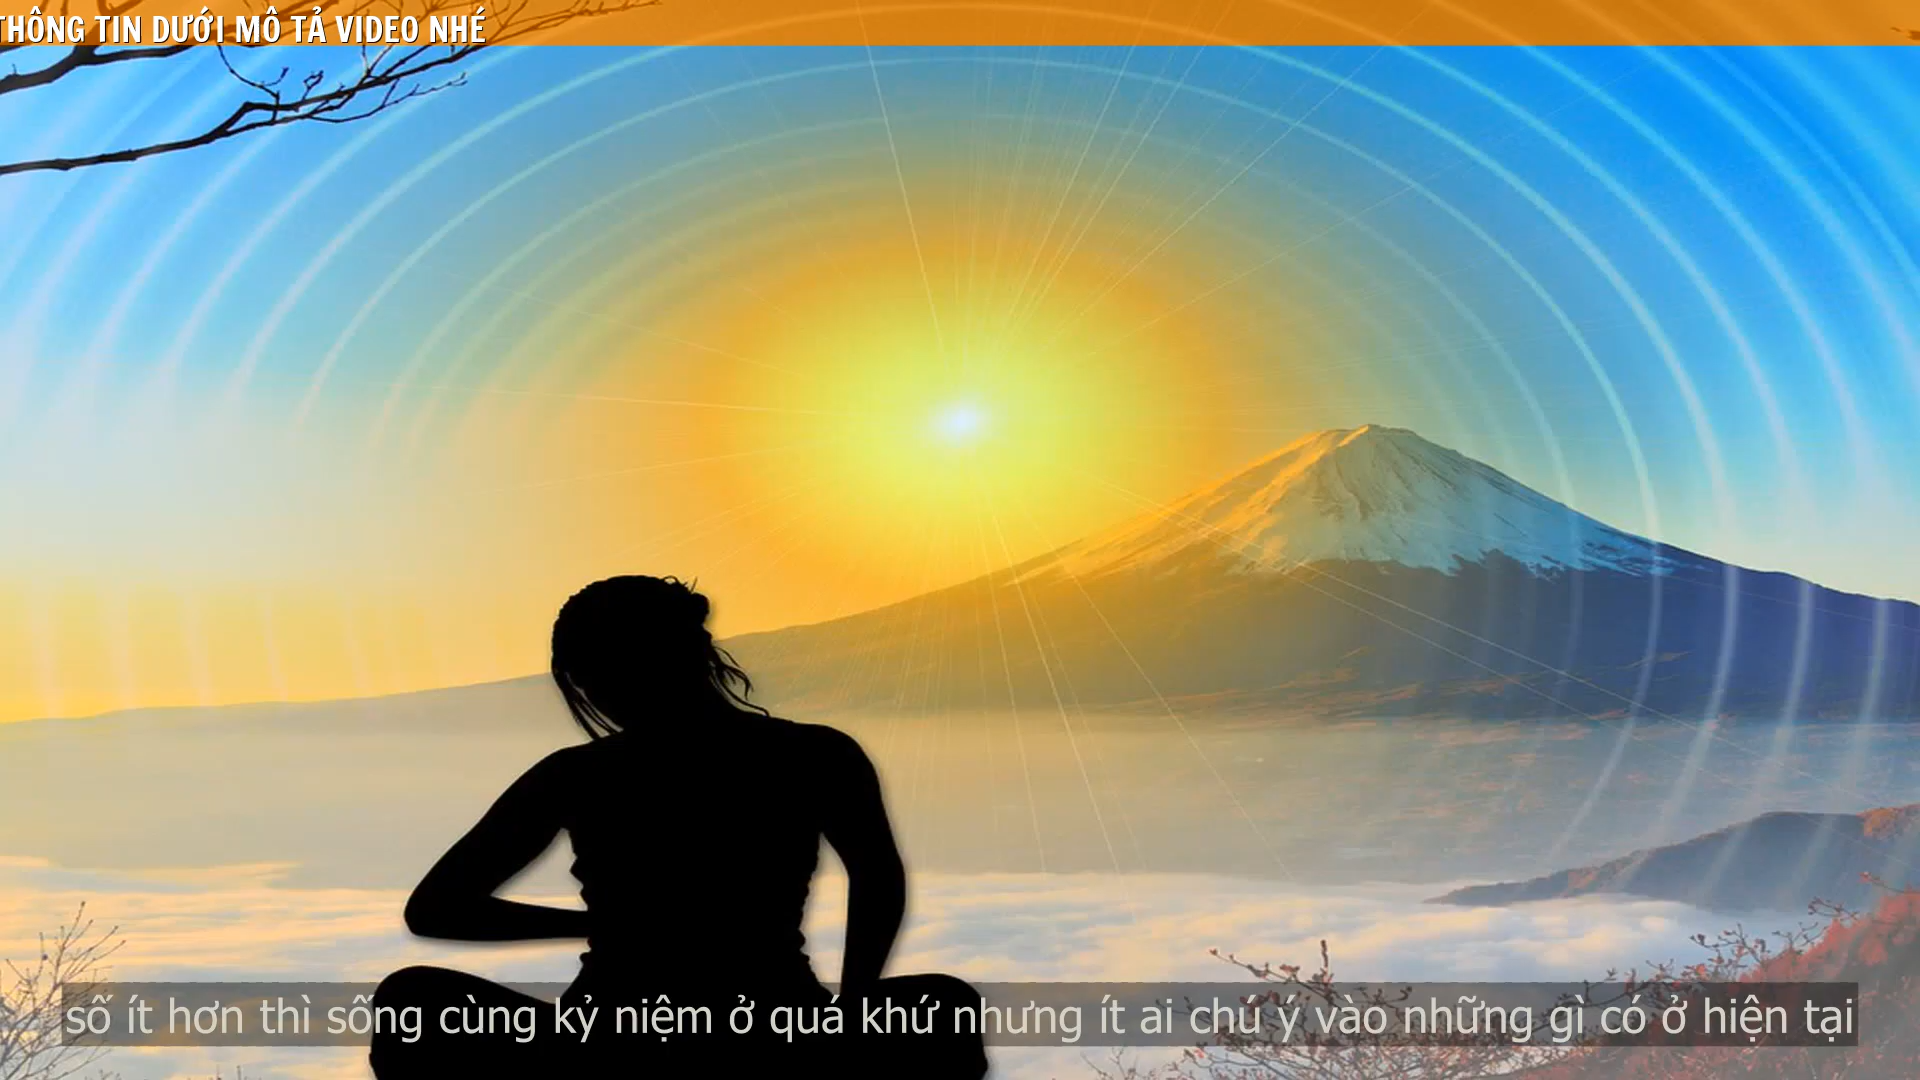 THÔNG TIN DƯỚI MÔ TẢ VIDEO NHÉ
số ít hơn thì sống cùng kỷ niệm ở quá khứ nhưng ít ai chú ý vào những gì có ở hiện tại